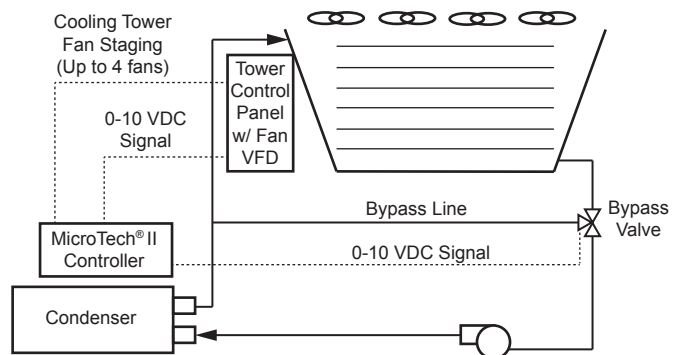 Cooling Tower
Fan Staging
(Up to 4 fans)
Tower
Control
Panel
w/ Fan
VFD
0-10 VDC
Signal
Bypass Line
Bypass
Valve
MicroTech® II
Controller
0-10 VDC Signal
Condenser